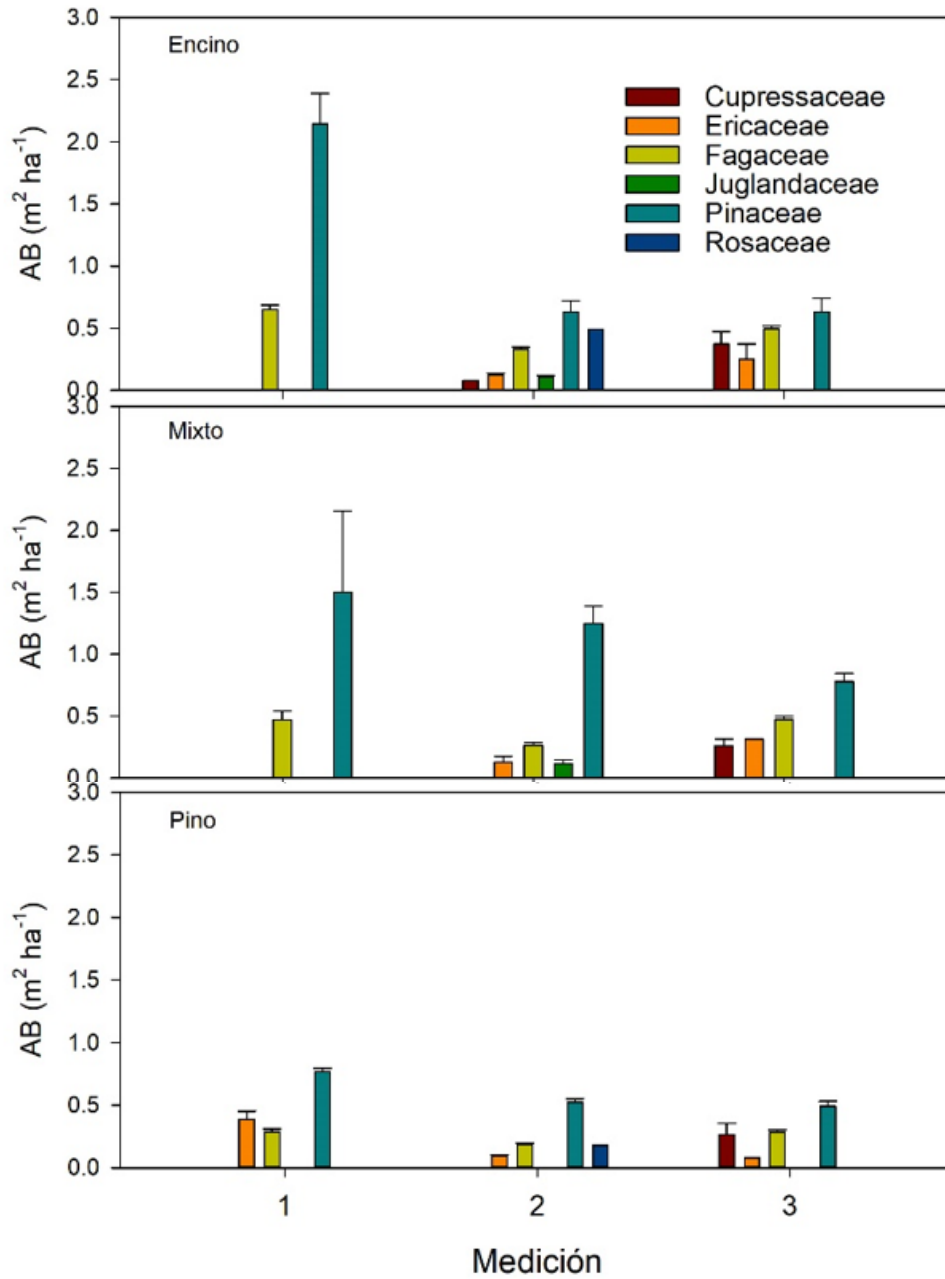 3.0
Encino
2.5
2.0
1.5
1.0
0.5
0.0
AB (m² ha⁻¹)
Cupressaceae
Ericaceae
Fagaceae
Juglandaceae
Pinaceae
Rosaceae
3.0
Mixto
2.5
2.0
1.5
1.0
0.5
0.0
AB (m² ha⁻¹)
3.0
Pino
2.5
2.0
1.5
1.0
0.5
0.0
AB (m² ha⁻¹)
1 2 3
Medición